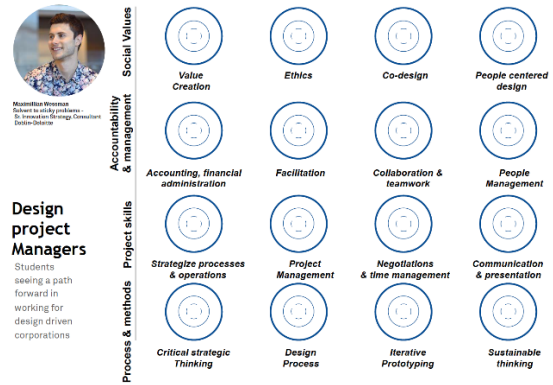 Social Values
Value
Creation
Ethics
Co-design
People centered
design
Maximillian Wessman
Solvent to sticky problems -
Sr. Innovation Strategy, Consultant
Doblin-Deloitte
Accountability
& management
Accounting, financial
administration
Facilitation
Collaboration &
teamwork
People
Management
Design
project
Managers
Students
seeing a path
forward in
working for
design driven
corporations
Project skills
Strategize processes
& operations
Project
Management
Negotiations
& time management
Communication
& presentation
Process & methods
Critical strategic
Thinking
Design
Process
Iterative
Prototyping
Sustainable
thinking